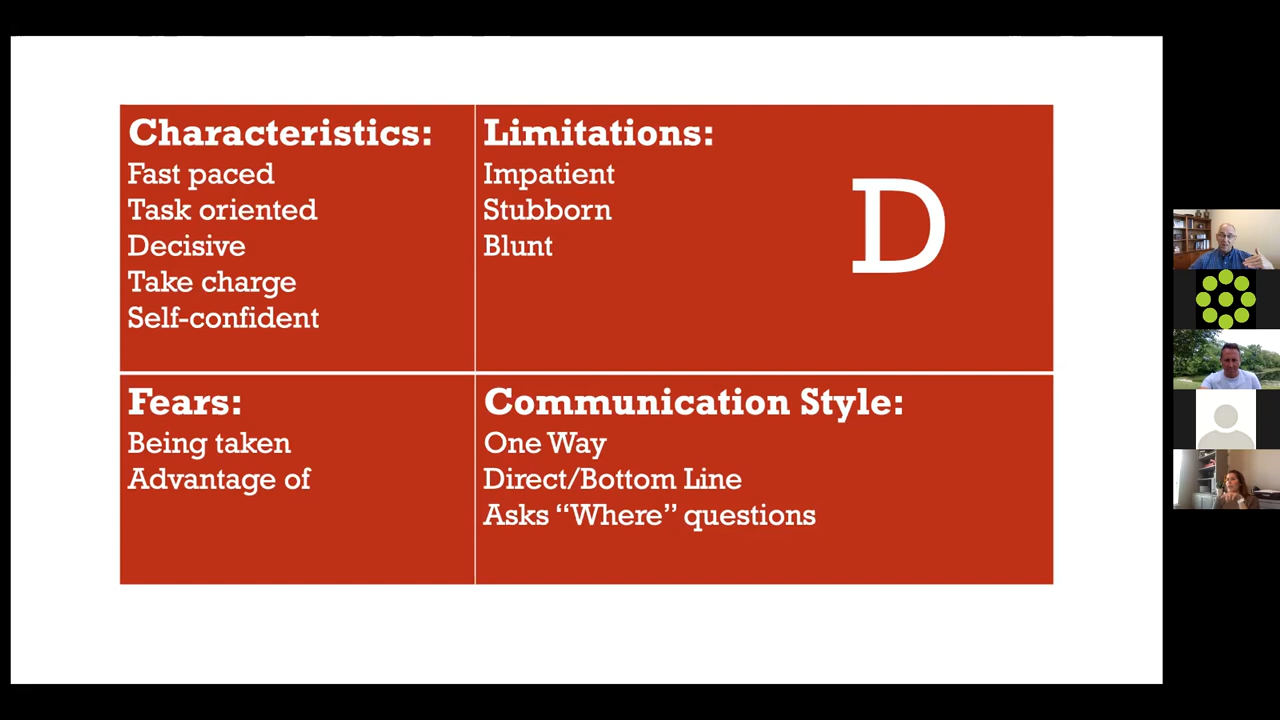 Characteristics:
Fast paced
Task oriented
Decisive
Take charge
Self-confident
Limitations:
Impatient
Stubborn
Blunt
D
Fears:
Being taken
Advantage of
Communication Style:
One Way
Direct/Bottom Line
Asks “Where” questions